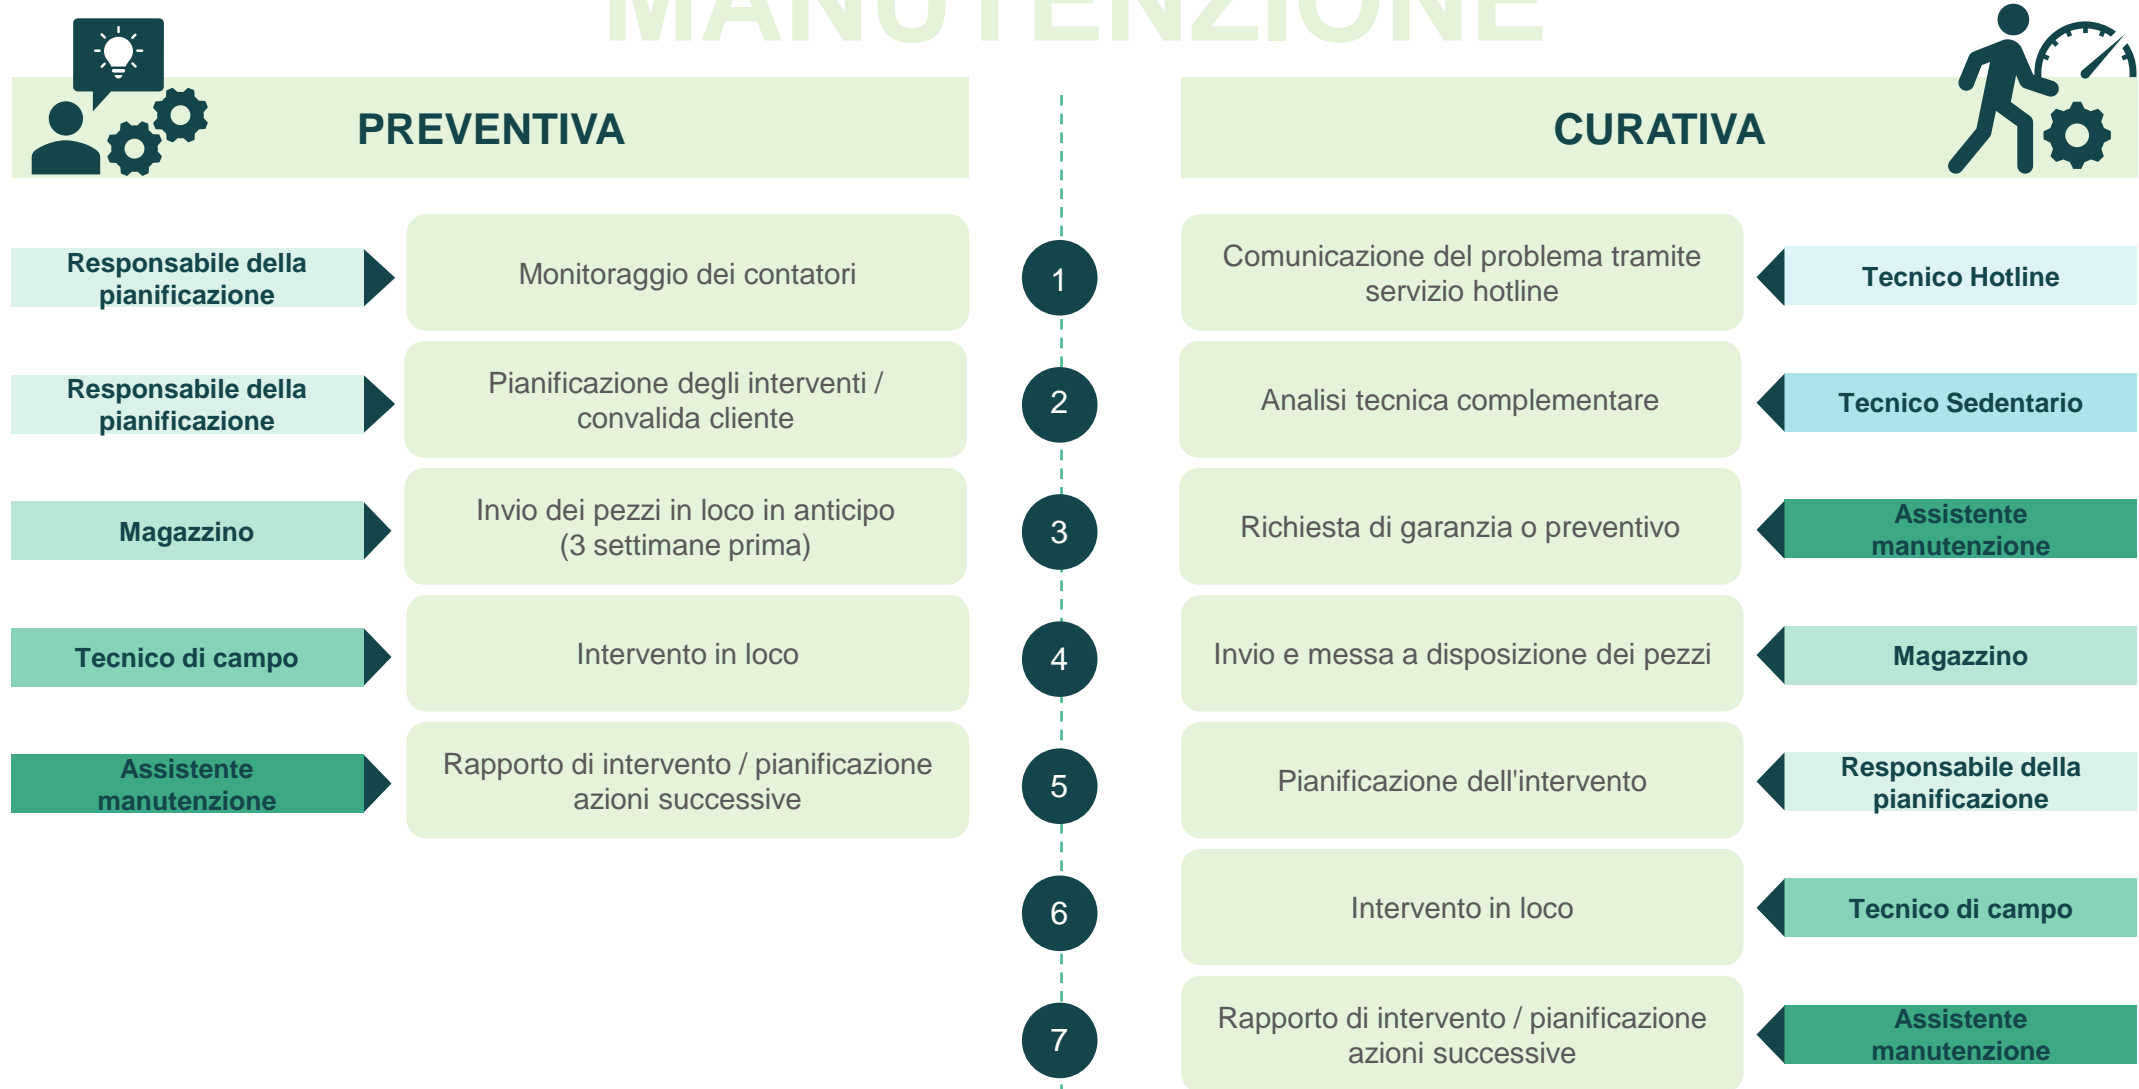 MANUTENZIONE
PREVENTIVA
CURATIVA
Responsabile della
pianificazione
Monitoraggio dei contatori
1
Comunicazione del problema tramite
servizio hotline
Tecnico Hotline
Responsabile della
pianificazione
Pianificazione degli interventi /
convalida cliente
2
Analisi tecnica complementare
Tecnico Sedentario
Magazzino
Invio dei pezzi in loco in anticipo
(3 settimane prima)
3
Richiesta di garanzia o preventivo
Assistente
manutenzione
Tecnico di campo
Intervento in loco
4
Invio e messa a disposizione dei pezzi
Magazzino
Assistente
manutenzione
Rapporto di intervento / pianificazione
azioni successive
5
Pianificazione dell'intervento
Responsabile della
pianificazione
6
Intervento in loco
Tecnico di campo
7
Rapporto di intervento / pianificazione
azioni successive
Assistente
manutenzione